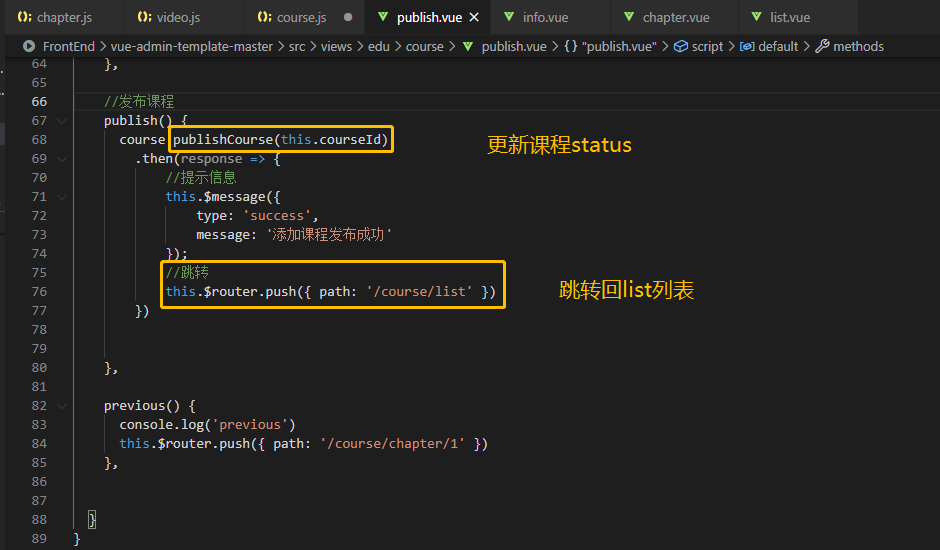 chapter.js video.js course.js publish.vue info.vue chapter.vue list.vue
FrontEnd > vue-admin-template-master > src > views > edu > course > publish.vue > {} "publish.vue" > script > default > methods
64 },
65
66 //发布课程
67 publish() {
68 course.publishCourse(this.courseId) 更新课程status
69 .then(response => {
70 //提示信息
71 this.$message({
72 type: 'success',
73 message: '添加课程发布成功'
74 });
75 //跳转
76 this.$router.push({ path: '/course/list' }) 跳转回list列表
77 })
78
79
80 },
81
82 previous() {
83 console.log('previous')
84 this.$router.push({ path: '/course/chapter/1' })
85 },
86
87
88 }
89 }